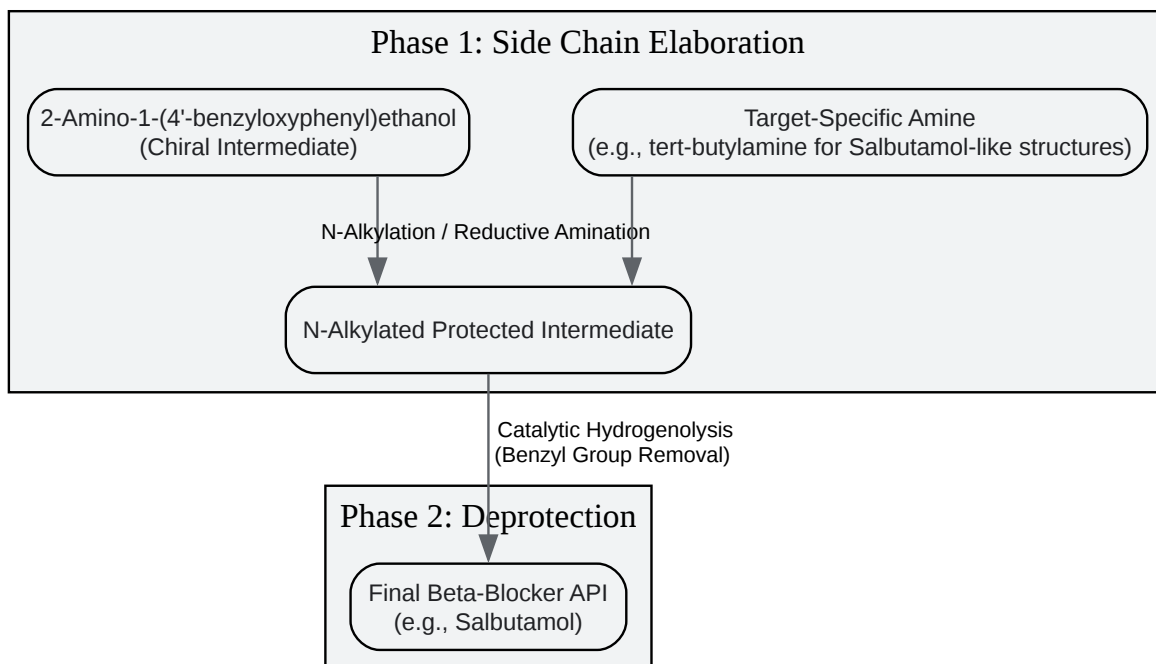 Phase 1: Side Chain Elaboration
2-Amino-1-(4'-benzyloxyphenyl)ethanol
(Chiral Intermediate)
Target-Specific Amine
(e.g., tert-butylamine for Salbutamol-like structures)
N-Alkylation / Reductive Amination
N-Alkylated Protected Intermediate
Catalytic Hydrogenolysis
(Benzyl Group Removal)
Phase 2: Deprotection
Final Beta-Blocker API
(e.g., Salbutamol)